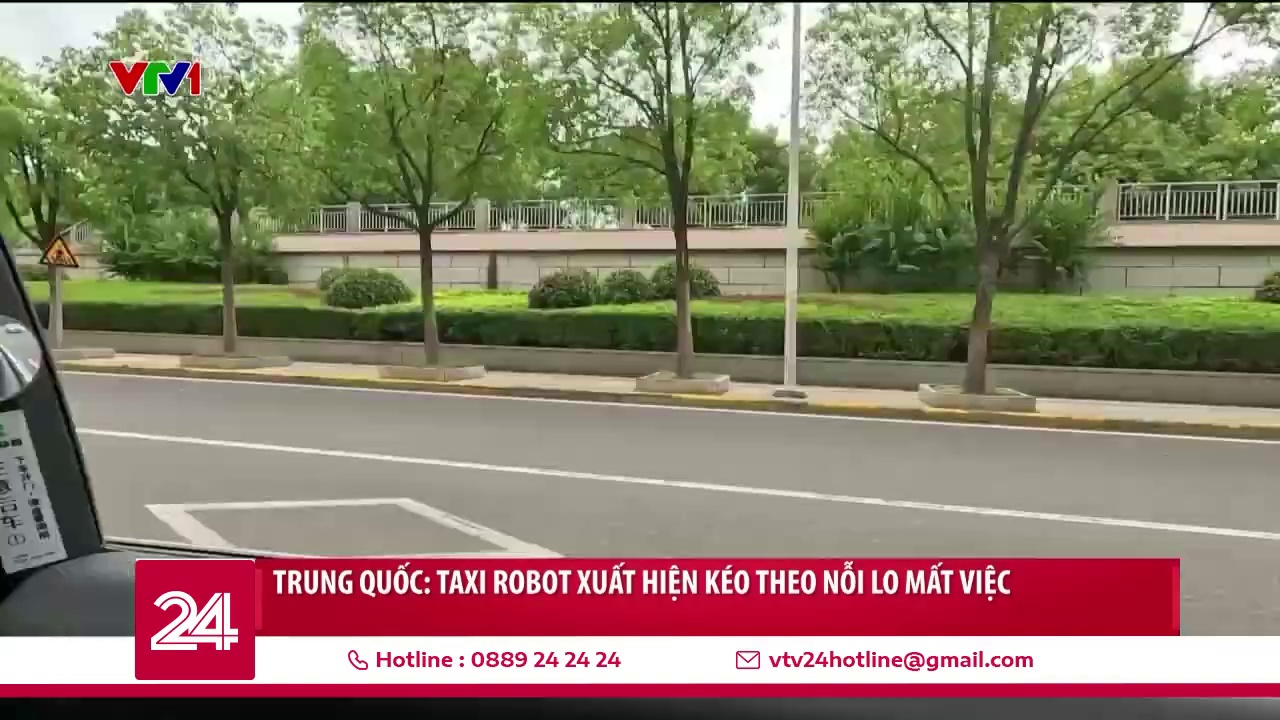 VTV1
TRUNG QUỐC: TAXI ROBOT XUẤT HIỆN KÉO THEO NỖI LO MẤT VIỆC
24
Hotline : 0889 24 24 24
vtv24hotline@gmail.com